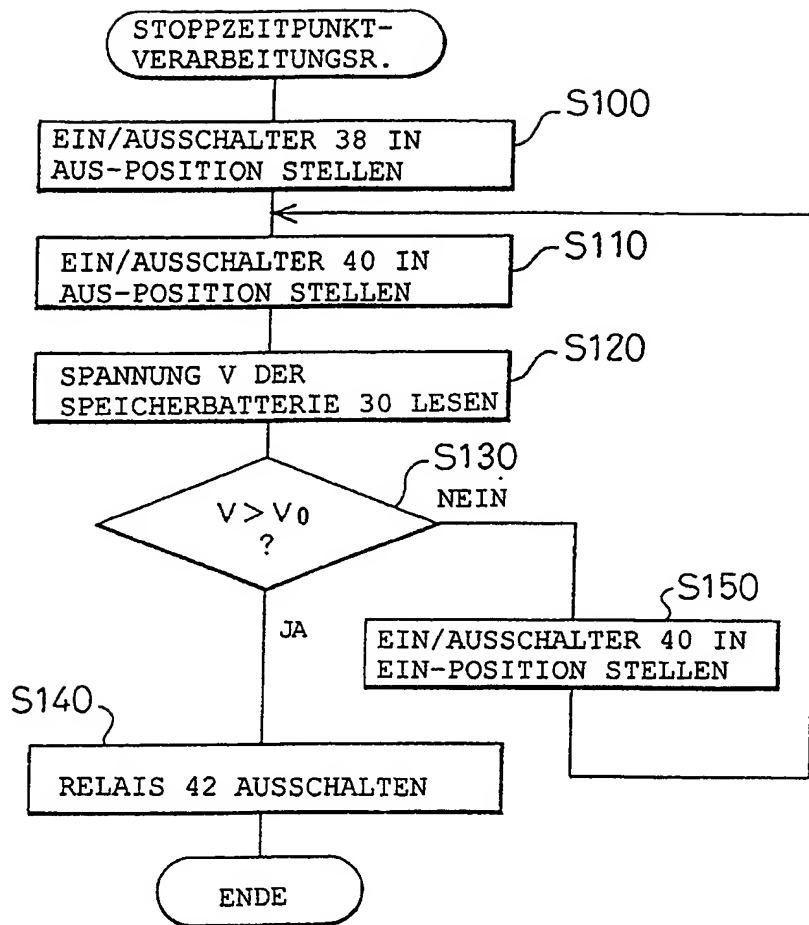 STOPPZEITPUNKT-
VERARBEITUNGSR.
S100
EIN/AUSSCHALTER 38 IN
AUS-POSITION STELLEN
S110
EIN/AUSSCHALTER 40 IN
AUS-POSITION STELLEN
S120
SPANNUNG V DER
SPEICHERBATTERIE 30 LESEN
S130
V > V0
?
NEIN
JA
S150
EIN/AUSSCHALTER 40 IN
EIN-POSITION STELLEN
S140
RELAIS 42 AUSSCHALTEN
ENDE